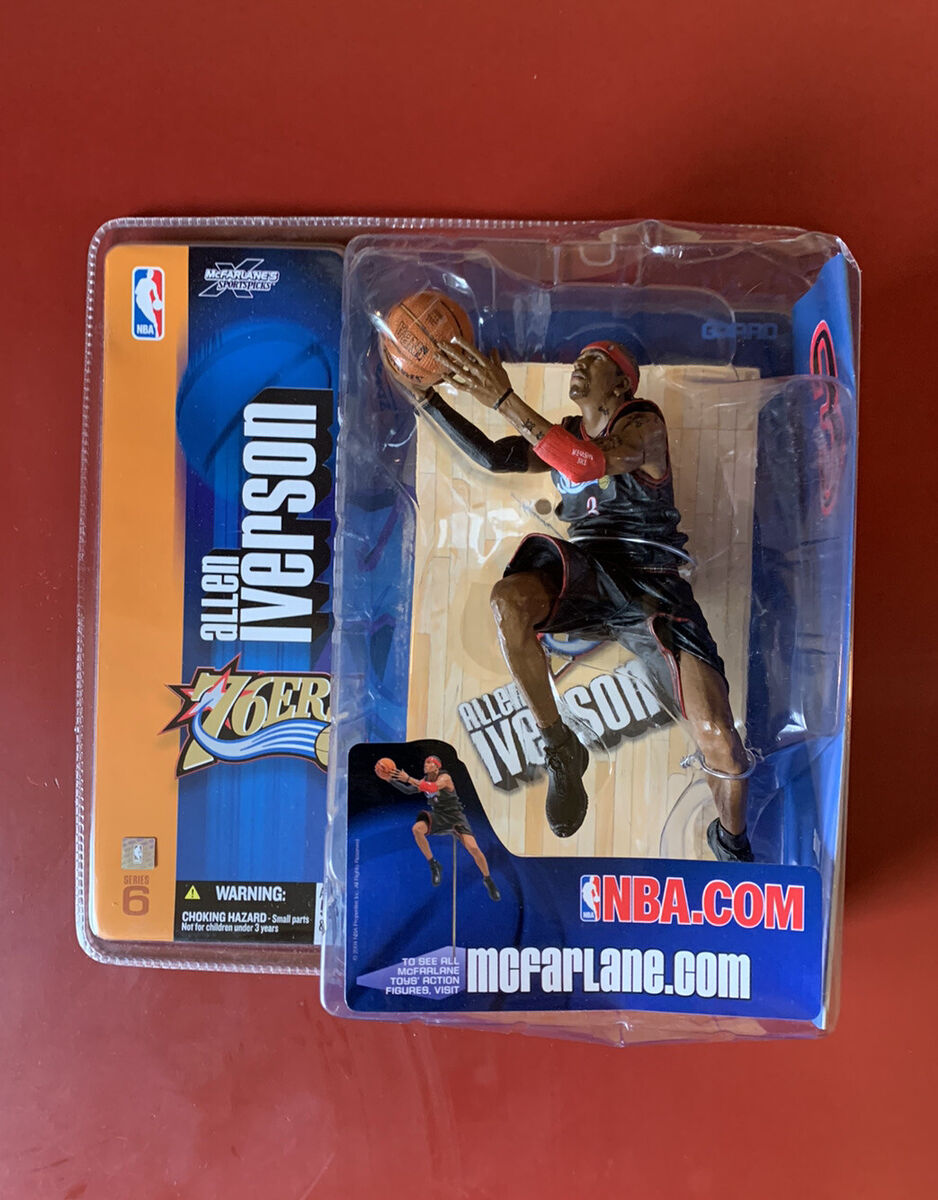 NBA
McFARLANE'S
SPORTSPICKS
allen
iverson
76ERS
SERIES
6
WARNING:
CHOKING HAZARD - Small parts
Not for children under 3 years
ALLEN
IVERSON
NBA.COM
TO SEE ALL
McFARLANE
TOYS' ACTION
FIGURES, VISIT
mcfarlane.com